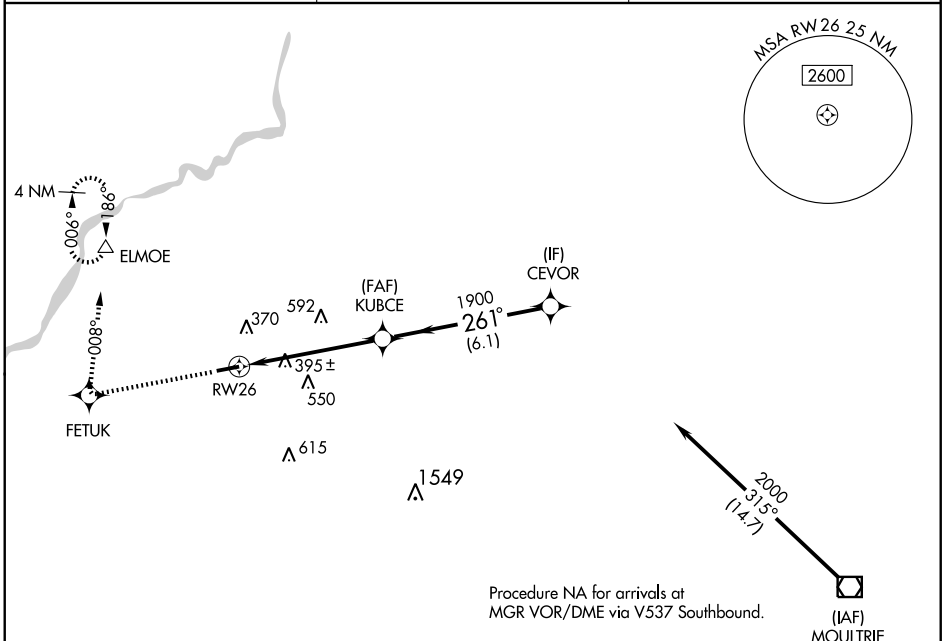 MSA RW26 25 NM
2600
4 NM
006°
186°
ELMOE
(IF)
CEVOR
(FAF)
KUBCE
1900
261°
(6.1)
592
370
395±
550
RW26
008°
FETUK
615
1549
2000
315°
(14.7)
Procedure NA for arrivals at
MGR VOR/DME via V537 Southbound.
(IAF)
MOULTRIE